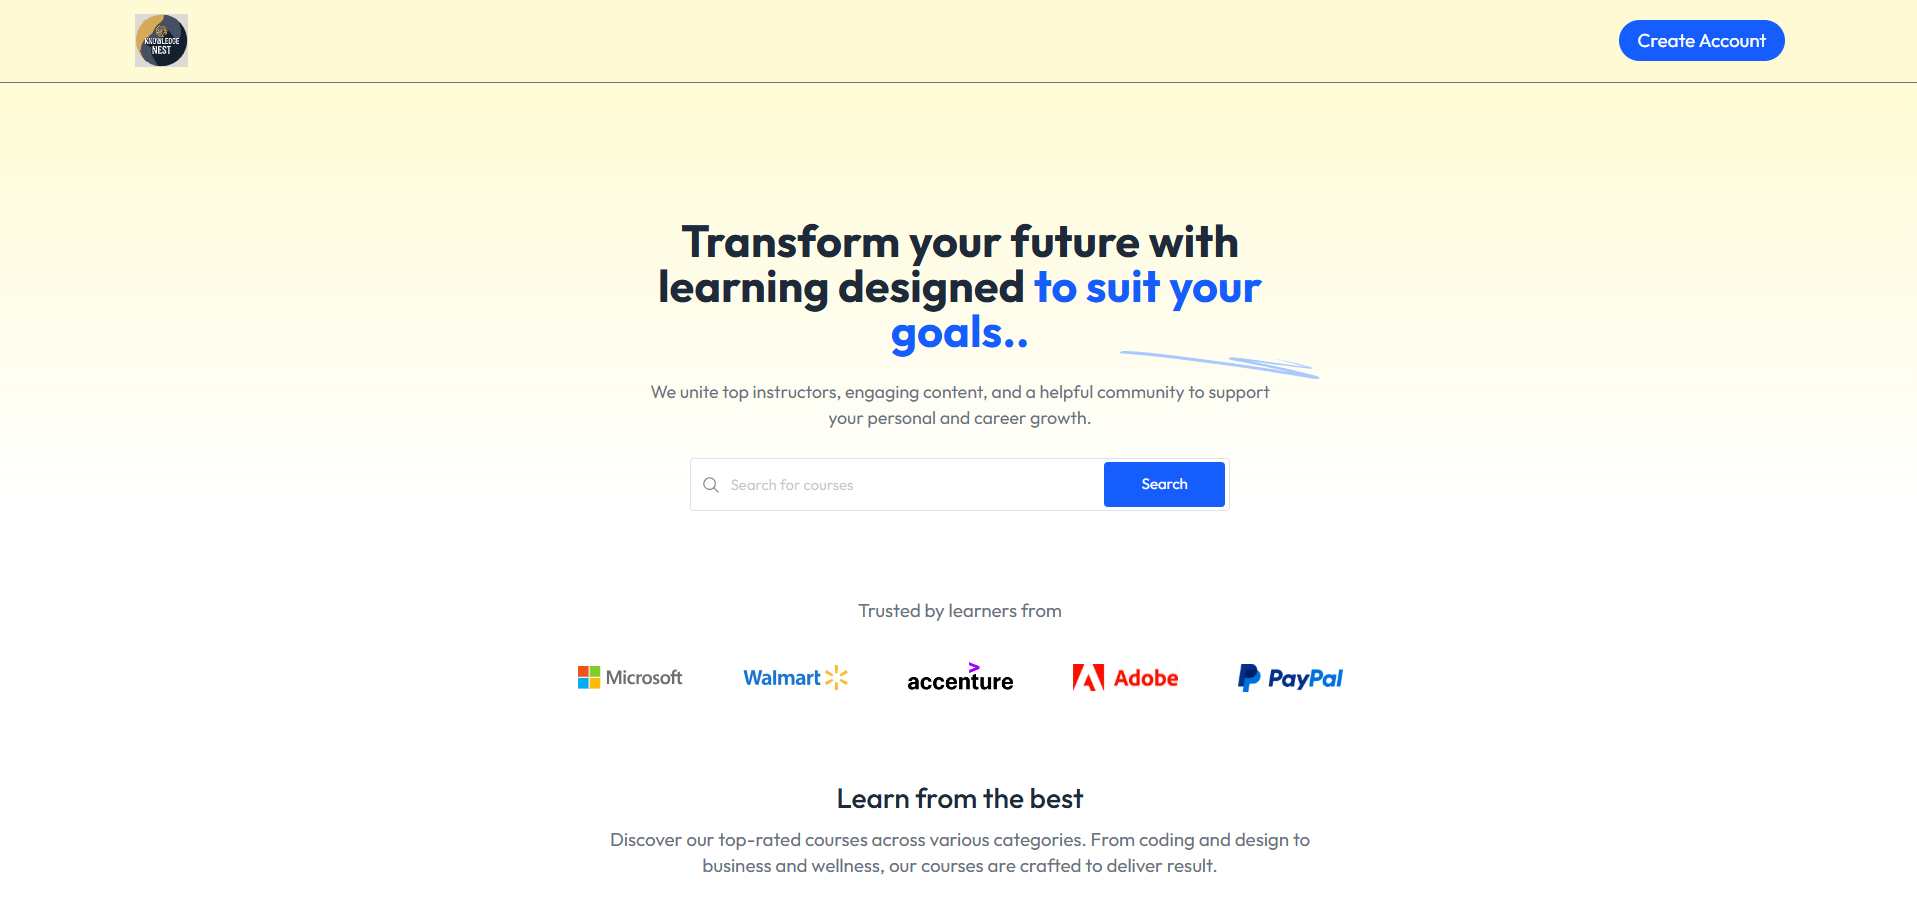 KNOWLEDGE
NEST
Create Account
Transform your future with
learning designed to suit your
goals..
We unite top instructors, engaging content, and a helpful community to support
your personal and career growth.
Search for courses
Search
Trusted by learners from
Microsoft
Walmart
accenture
Adobe
PayPal
Learn from the best
Discover our top-rated courses across various categories. From coding and design to
business and wellness, our courses are crafted to deliver result.